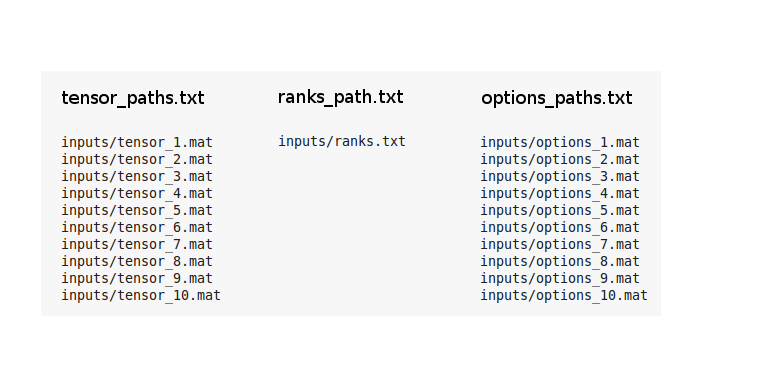 tensor_paths.txt
inputs/tensor_1.mat
inputs/tensor_2.mat
inputs/tensor_3.mat
inputs/tensor_4.mat
inputs/tensor_5.mat
inputs/tensor_6.mat
inputs/tensor_7.mat
inputs/tensor_8.mat
inputs/tensor_9.mat
inputs/tensor_10.mat
ranks_path.txt
inputs/ranks.txt
options_paths.txt
inputs/options_1.mat
inputs/options_2.mat
inputs/options_3.mat
inputs/options_4.mat
inputs/options_5.mat
inputs/options_6.mat
inputs/options_7.mat
inputs/options_8.mat
inputs/options_9.mat
inputs/options_10.mat